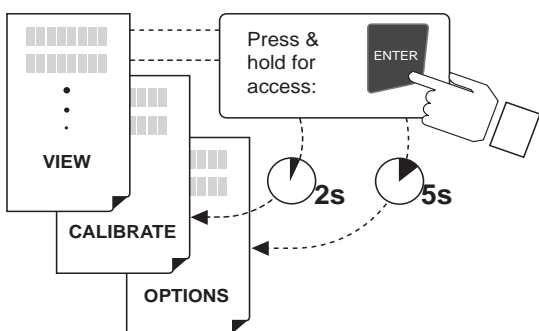 Press &
hold for
access:
ENTER
VIEW
2s
5s
CALIBRATE
OPTIONS